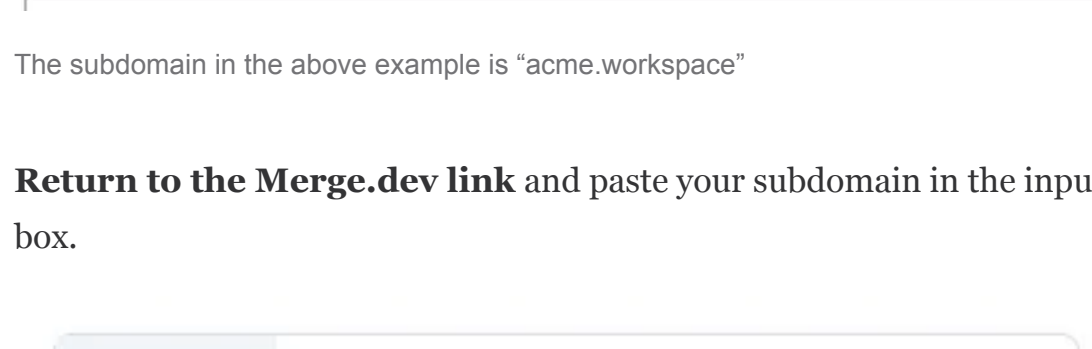 The subdomain in the above example is “acme.workspace”
Return to the Merge.dev link and paste your subdomain in the inpu
box.